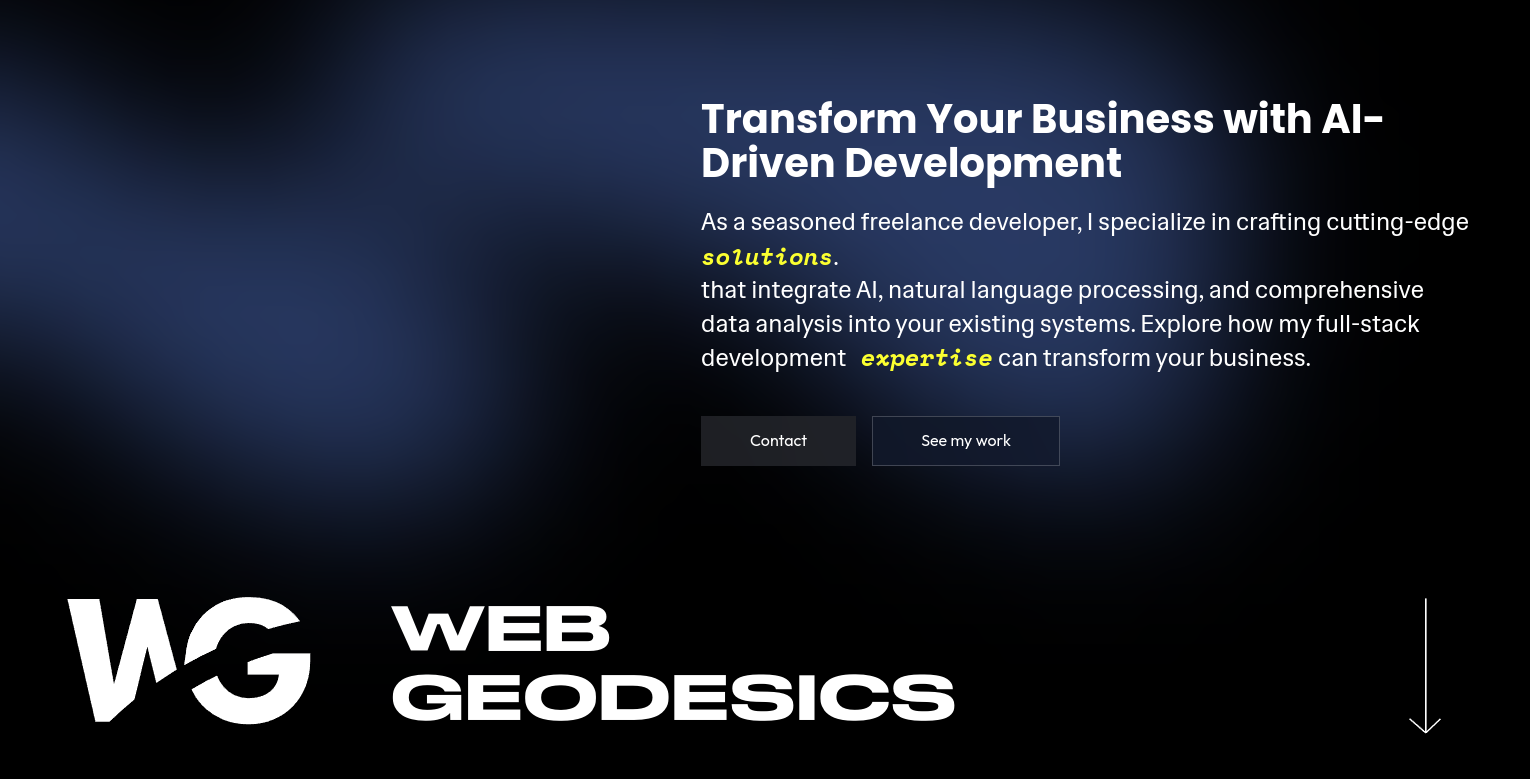 Transform Your Business with AI-
Driven Development
As a seasoned freelance developer, I specialize in crafting cutting-edge
solutions.
that integrate AI, natural language processing, and comprehensive
data analysis into your existing systems. Explore how my full-stack
development expertise can transform your business.
Contact See my work
WG
WEB
GEODESICS